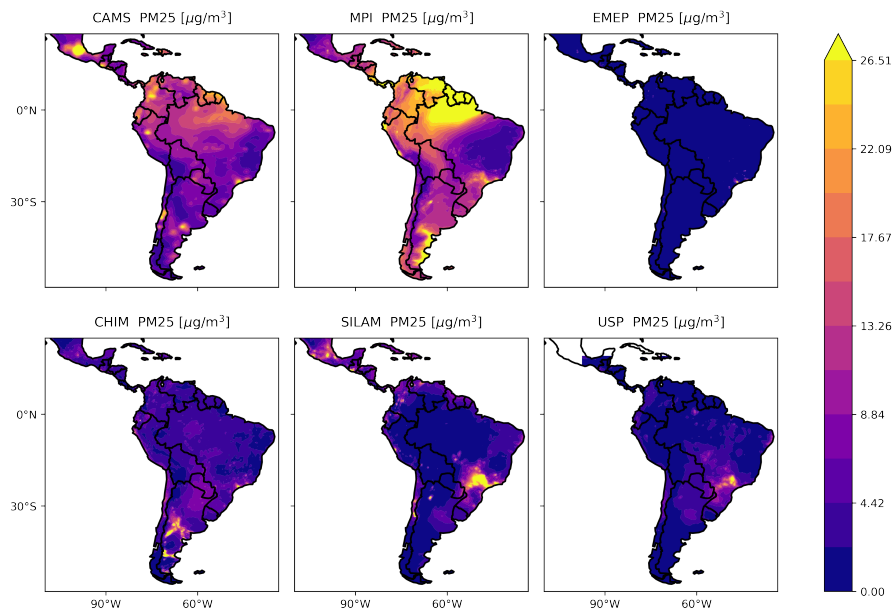 CAMS PM25 [μg/m³]
MPI PM25 [μg/m³]
EMEP PM25 [μg/m³]
0°N
30°S
CHIM PM25 [μg/m³]
SILAM PM25 [μg/m³]
USP PM25 [μg/m³]
0°N
30°S
90°W
60°W
90°W
60°W
90°W
60°W
26.51
22.09
17.67
13.26
8.84
4.42
0.00